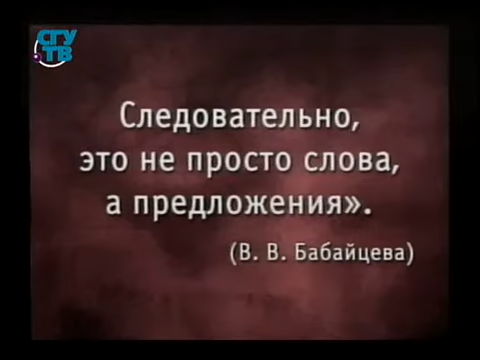 СГУ
ТВ
Следовательно,
это не просто слова,
а предложения».
(В. В. Бабайцева)